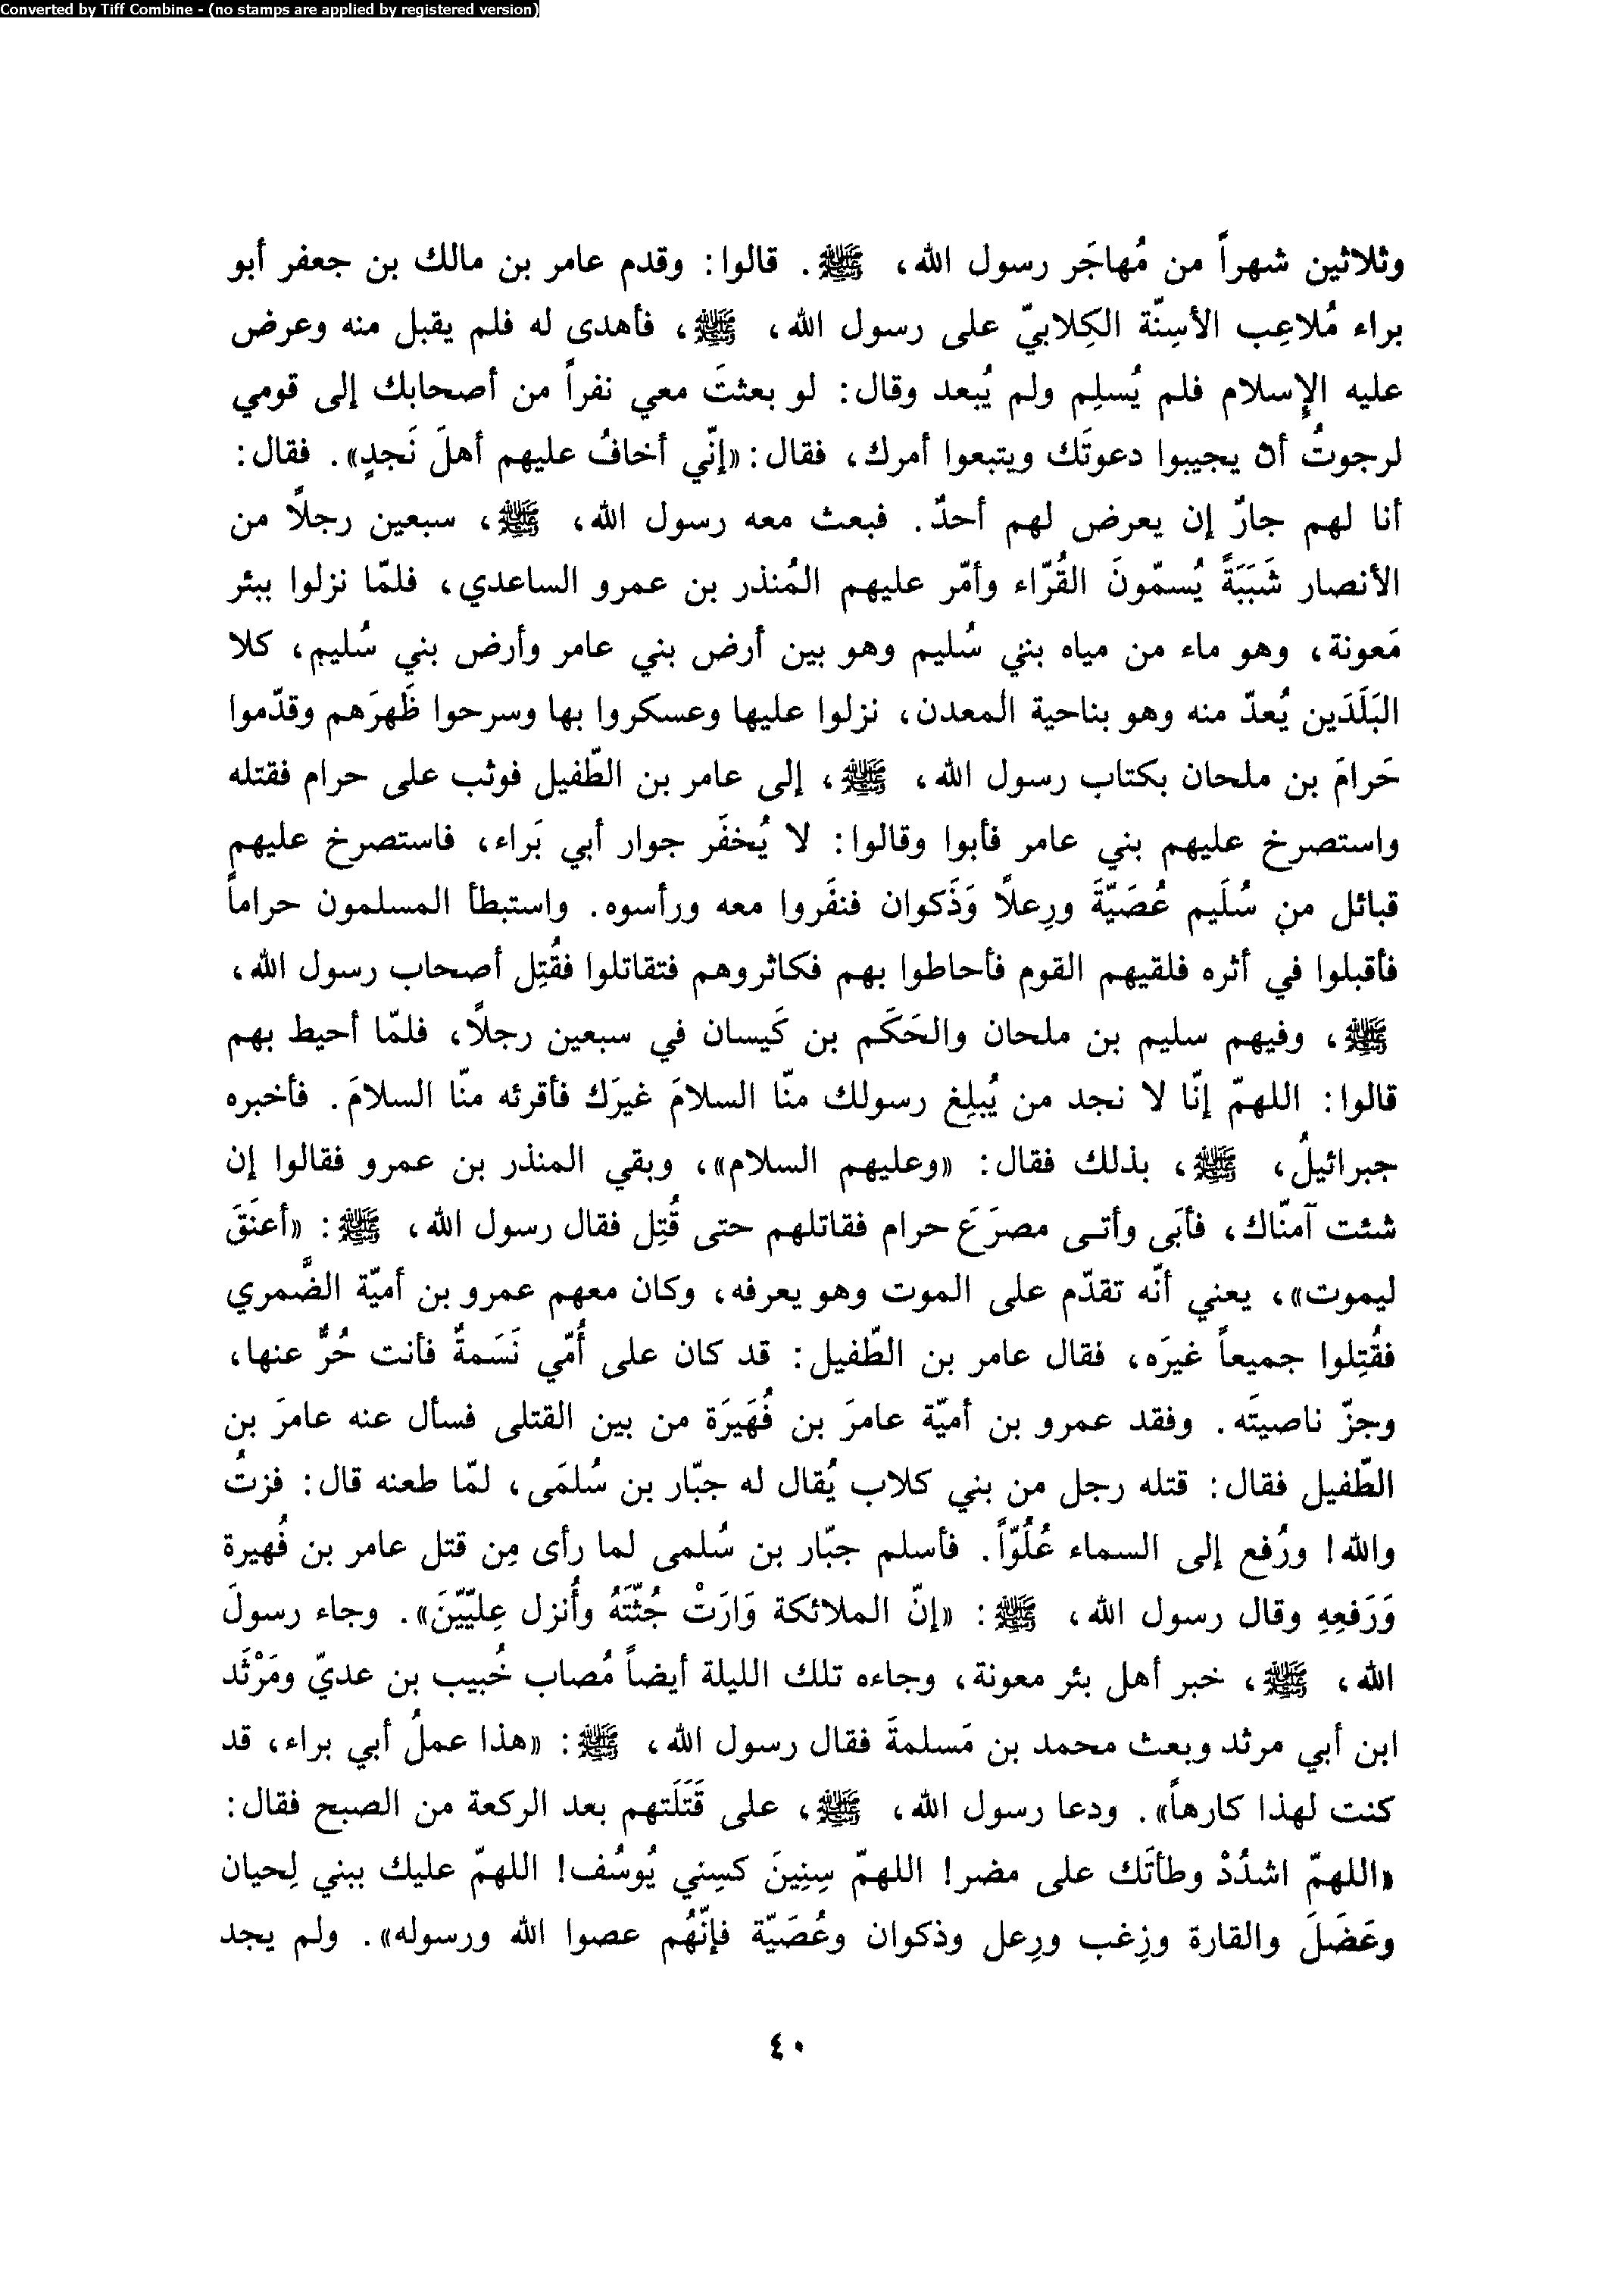 Converted by Tiff Combine - (no stamps are applied by registered version)
وثلاثين شهراً من مُهاجَر رسول الله، ﷺ. قالوا: وقدم عامر بن مالك بن جعفر أبو
براء مُلاعِب الأسِنّة الكِلابيّ على رسول الله، ﷺ، فأهدى له فلم يقبل منه وعرض
عليه الإسلام فلم يُسلِم ولم يُبعد وقال: لو بعثتَ معي نفراً من أصحابك إلى قومي
لرجوتُ أن يجيبوا دعوتَك ويتبعوا أمرك، فقال: «إنّي أخافُ عليهم أهلَ نَجدٍ». فقال:
أنا لهم جارٌ إن يعرض لهم أحدٌ. فبعث معه رسول الله، ﷺ، سبعين رجلاً من
الأنصار شَبَبَةً يُسمّونَ القُرّاء وأمّر عليهم المُنذر بن عمرو الساعدي، فلمّا نزلوا ببئر
مَعونة، وهو ماء من مياه بني سُليم وهو بين أرض بني عامر وأرض بني سُليم، كلا
البَلَدَين يُعدّ منه وهو بناحية المعدن، نزلوا عليها وعسكروا بها وسرحوا ظَهرَهم وقدّموا
حَرامَ بن ملحان بكتاب رسول الله، ﷺ، إلى عامر بن الطّفيل فوثب على حرام فقتله
واستصرخ عليهم بني عامر فأبوا وقالوا: لا يُخفَر جوار أبي بَراء، فاستصرخ عليهم
قبائل من سُلَيم عُصَيّةَ ورِعلاً وَذَكوان فنفَروا معه ورأسوه. واستبطأ المسلمون حراماً
فأقبلوا في أثره فلقيهم القوم فأحاطوا بهم فكاثروهم فتقاتلوا فقُتِل أصحاب رسول الله،
ﷺ، وفيهم سليم بن ملحان والحَكَم بن كَيسان في سبعين رجلاً، فلمّا أحيط بهم
قالوا: اللهمّ إنّا لا نجد من يُبلِغ رسولك منّا السلامَ غيرَك فأقرئه منّا السلامَ. فأخبره
جبرائيلُ، ﷺ، بذلك فقال: «وعليهم السلام»، وبقي المنذر بن عمرو فقالوا إن
شئت آمنّاك، فأبَى وأتـى مصرَعَ حرام فقاتلهم حتى قُتِل فقال رسول الله، ﷺ: «أعنَقَ
ليموت»، يعني أنّه تقدّم على الموت وهو يعرفه، وكان معهم عمرو بن أميّة الضَّمري
فقُتِلوا جميعاً غيرَه، فقال عامر بن الطّفيل: قد كان على أُمّي نَسَمةٌ فأنت حُرٌّ عنها،
وجزّ ناصيتَه. وفقد عمرو بن أميّة عامرَ بن فُهَيرَة من بين القتلى فسأل عنه عامرَ بن
الطّفيل فقال: قتله رجل من بني كلاب يُقال له جبّار بن سُلمَى، لمّا طعنه قال: فزتُ
والله! ورُفع إلى السماء عُلُوّاً. فأسلم جبّار بن سُلمى لما رأى مِن قتل عامر بن فُهيرة
وَرَفعِهِ وقال رسول الله، ﷺ: «إنّ الملائكة وَارَتْ جُثّتَهُ وأُنزل عِليّيّنَ». وجاء رسولَ
الله، ﷺ، خبر أهل بئر معونة، وجاءه تلك الليلة أيضاً مُصاب خُبيب بن عديّ ومَرْثَد
ابن أبي مرثد وبعث محمد بن مَسلمةَ فقال رسول الله، ﷺ: «هذا عملُ أبي براء، قد
كنت لهذا كارهاً». ودعا رسول الله، ﷺ، على قَتَلَتهم بعد الركعة من الصبح فقال:
«اللهمّ اشدُدْ وطأتَك على مضر! اللهمّ سِنِينَ كسِني يُوسُف! اللهمّ عليك ببني لِحيان
وعَضَلَ والقارة وزِغب ورِعل وذكوان وعُصَيّة فإنّهُم عصوا الله ورسوله». ولم يجد
٤٠